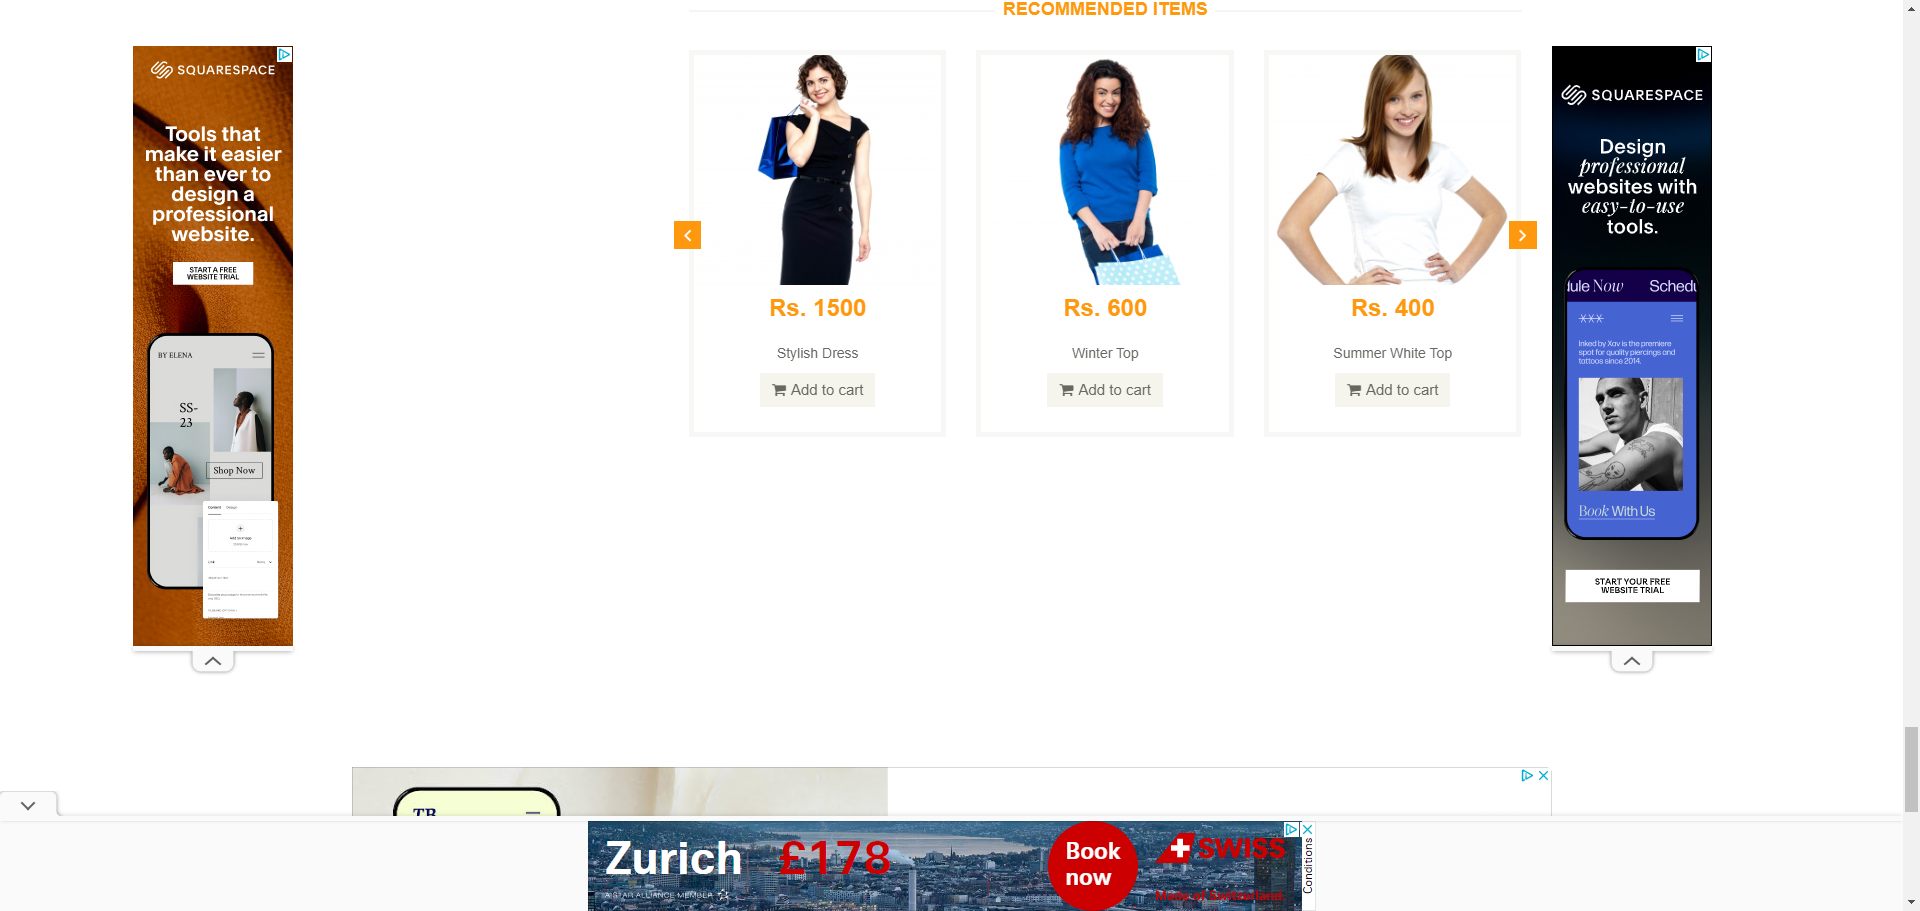 RECOMMENDED ITEMS
SQUARESPACE
Tools that
make it easier
than ever to
design a
professional
website.
START A FREE
WEBSITE TRIAL
BY ELENA
SS-
23
Shop Now
Content Design
Rs. 1500
Stylish Dress
Add to cart
Rs. 600
Winter Top
Add to cart
Rs. 400
Summer White Top
Add to cart
SQUARESPACE
Design
professional
websites with
easy-to-use
tools.
dule Now Schedu
Inked by Xav is the premiere
spot for quality piercings and
tattoos since 2014.
Book With Us
START YOUR FREE
WEBSITE TRIAL
TB
Zurich £178
A STAR ALLIANCE MEMBER
Book
now
SWISS
Made of Switzerland.
Conditions